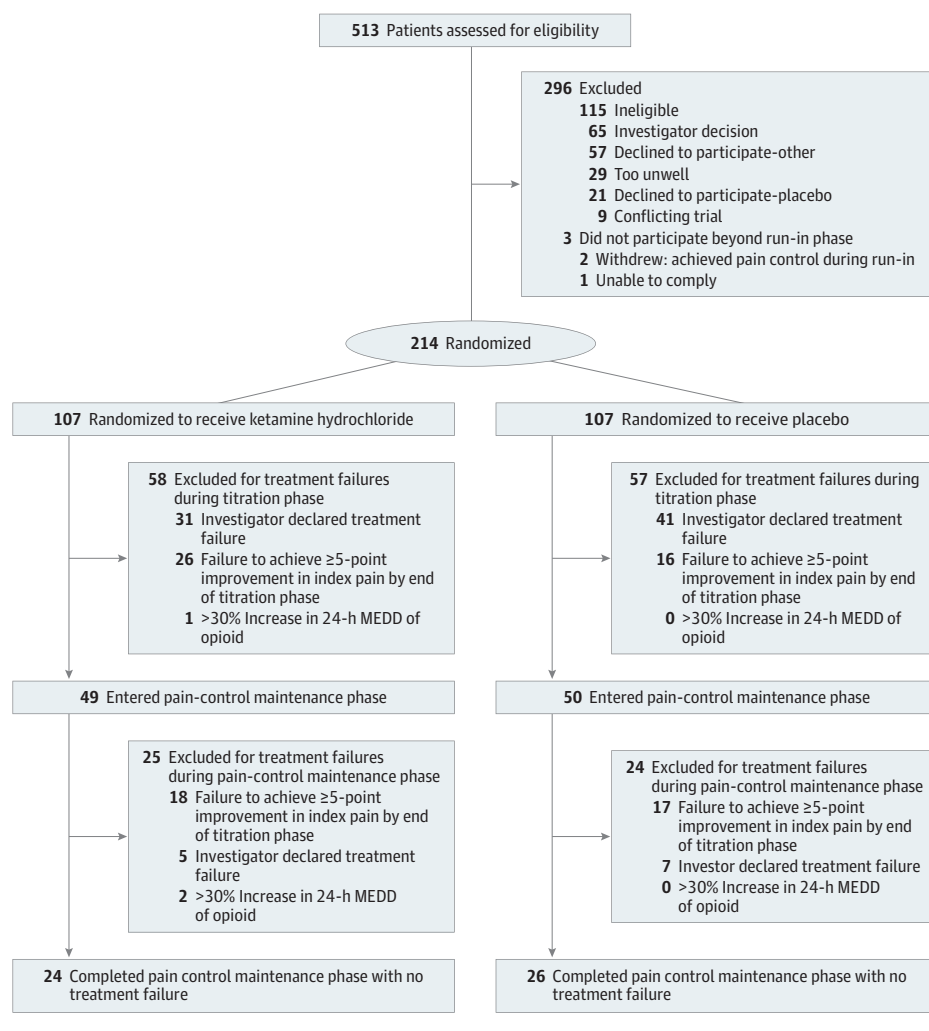 513 Patients assessed for eligibility
296 Excluded
115 Ineligible
65 Investigator decision
57 Declined to participate-other
29 Too unwell
21 Declined to participate-placebo
9 Conflicting trial
3 Did not participate beyond run-in phase
2 Withdrew: achieved pain control during run-in
1 Unable to comply
214 Randomized
107 Randomized to receive ketamine hydrochloride
58 Excluded for treatment failures
during titration phase
31 Investigator declared treatment
failure
26 Failure to achieve ≥5-point
improvement in index pain by end
of titration phase
1 >30% Increase in 24-h MEDD of
opioid
49 Entered pain-control maintenance phase
25 Excluded for treatment failures
during pain-control maintenance phase
18 Failure to achieve ≥5-point
improvement in index pain by end
of titration phase
5 Investigator declared treatment
failure
2 >30% Increase in 24-h MEDD
of opioid
24 Completed pain control maintenance phase with no
treatment failure
107 Randomized to receive placebo
57 Excluded for treatment failures during
titration phase
41 Investigator declared treatment
failure
16 Failure to achieve ≥5-point
improvement in index pain by end
of titration phase
0 >30% Increase in 24-h MEDD of
opioid
50 Entered pain-control maintenance phase
24 Excluded for treatment failures
during pain-control maintenance phase
17 Failure to achieve ≥5-point
improvement in index pain by end
of titration phase
7 Investor declared treatment failure
0 >30% Increase in 24-h MEDD
of opioid
26 Completed pain control maintenance phase with no
treatment failure